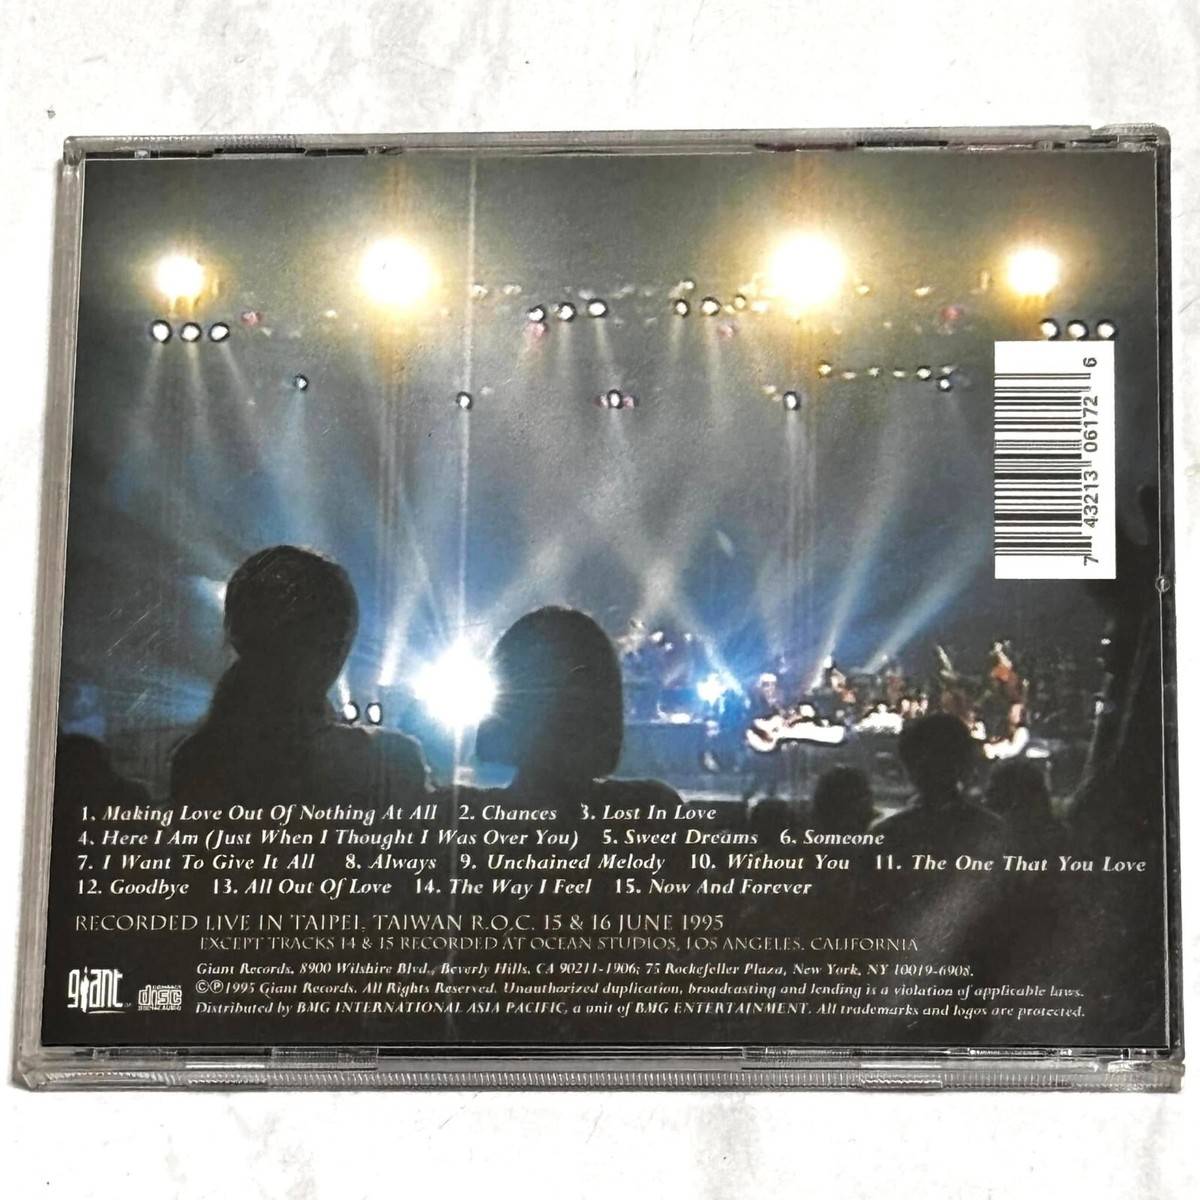 7 43213 06172 6
1. Making Love Out Of Nothing At All 2. Chances 3. Lost In Love
4. Here I Am (Just When I Thought I Was Over You) 5. Sweet Dreams 6. Someone
7. I Want To Give It All 8. Always 9. Unchained Melody 10. Without You 11. The One That You Love
12. Goodbye 13. All Out Of Love 14. The Way I Feel 15. Now And Forever
RECORDED LIVE IN TAIPEI, TAIWAN R.O.C. 15 & 16 JUNE 1995
EXCEPT TRACKS 14 & 15 RECORDED AT OCEAN STUDIOS, LOS ANGELES, CALIFORNIA
giant
disc
Giant Records, 8900 Wilshire Blvd., Beverly Hills, CA 90211-1906; 75 Rockefeller Plaza, New York, NY 10019-6908.
©℗1995 Giant Records. All Rights Reserved. Unauthorized duplication, broadcasting and lending is a violation of applicable laws.
Distributed by BMG INTERNATIONAL ASIA PACIFIC, a unit of BMG ENTERTAINMENT. All trademarks and logos are protected.